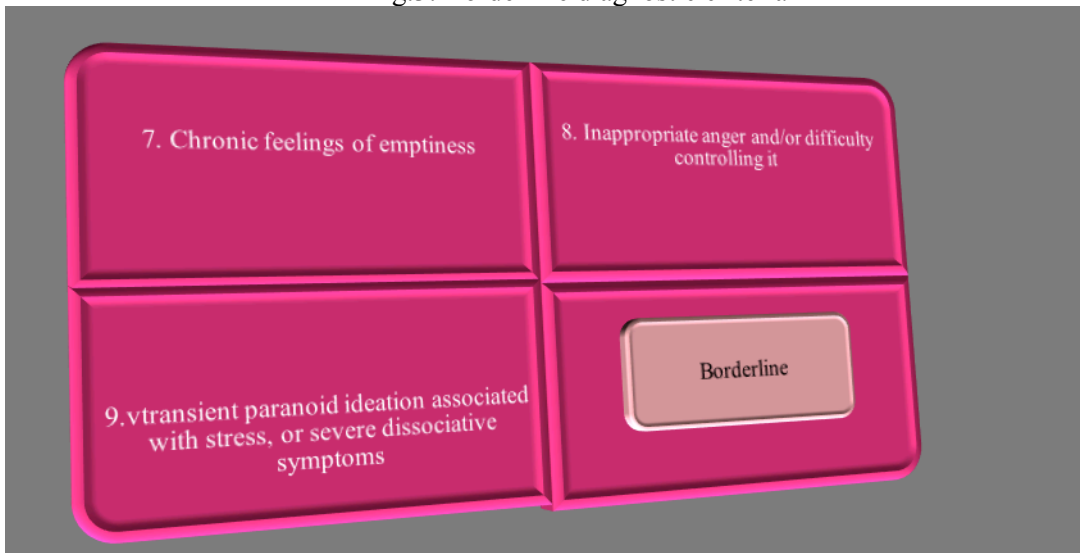 7. Chronic feelings of emptiness
8. Inappropriate anger and/or difficulty
controlling it
9.vtransient paranoid ideation associated
with stress, or severe dissociative
symptoms
Borderline